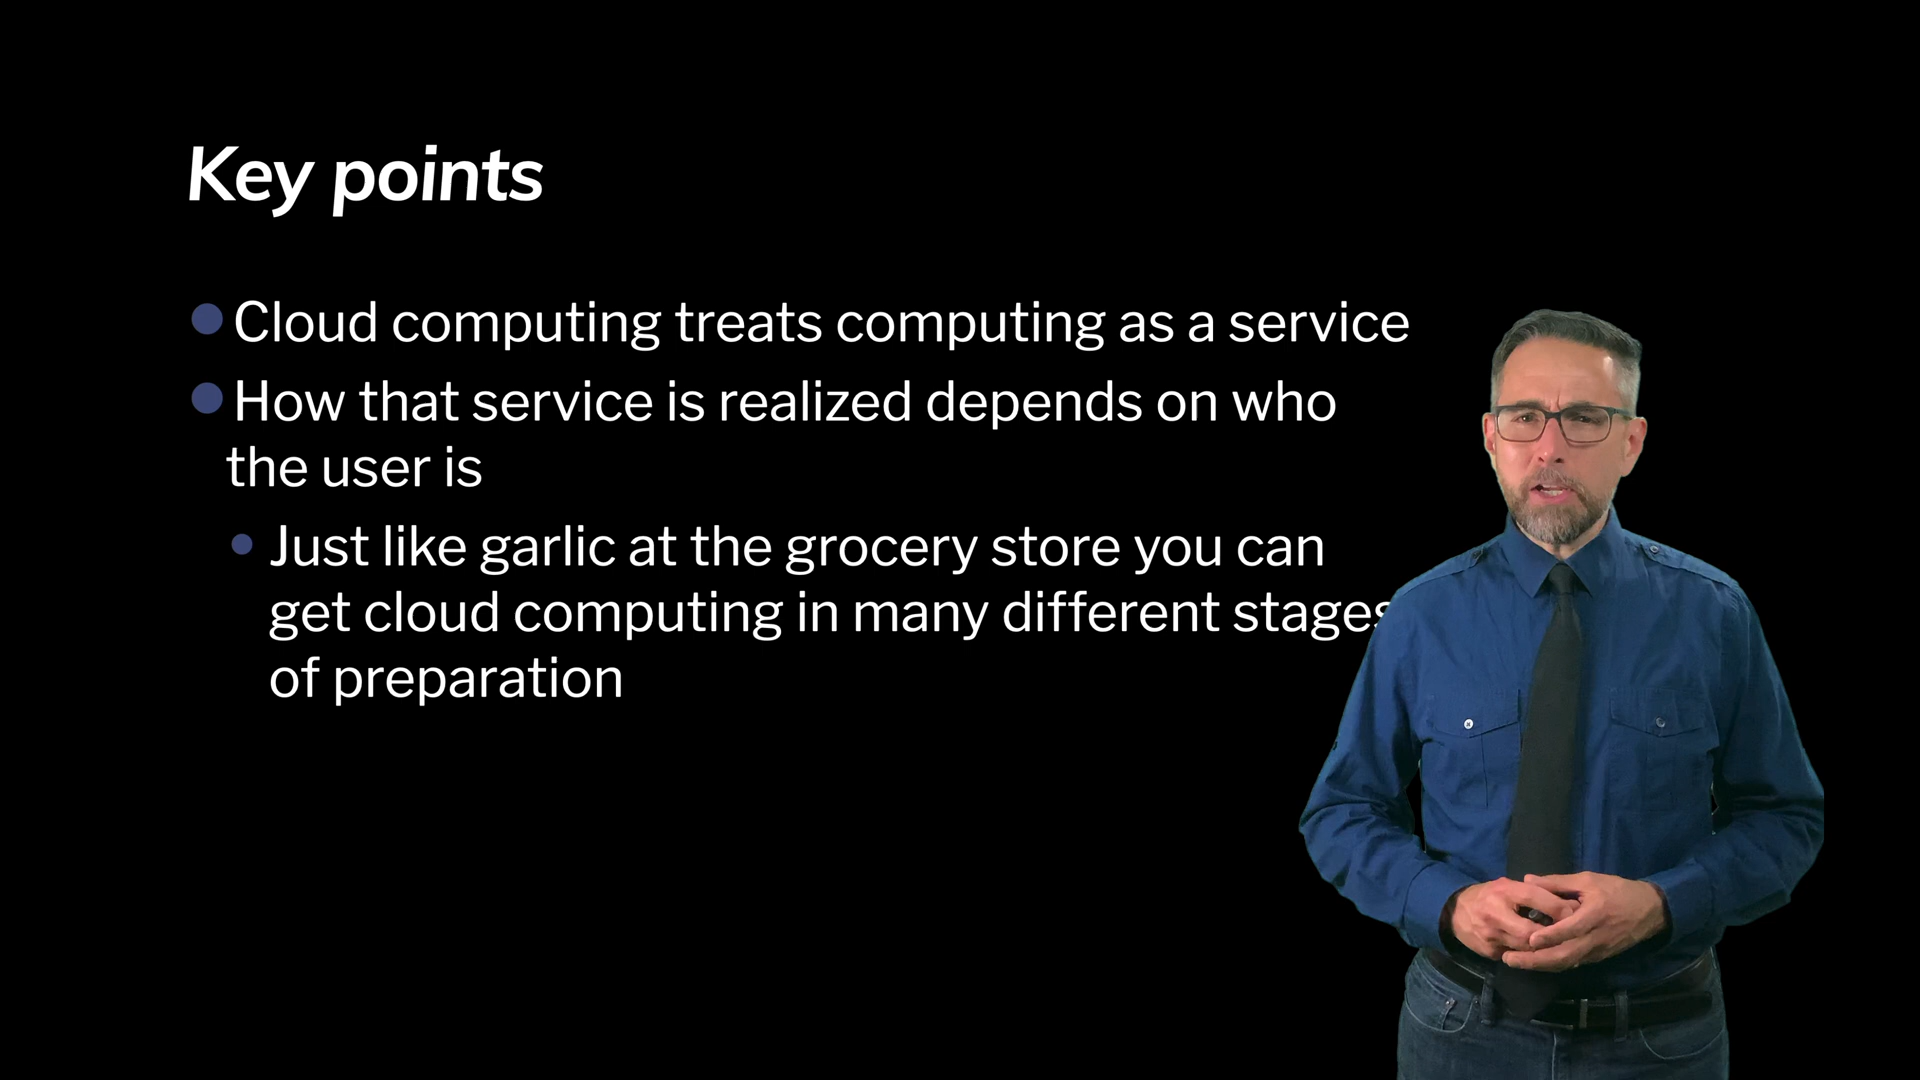 Key points
Cloud computing treats computing as a service
How that service is realized depends on who
the user is
Just like garlic at the grocery store you can
get cloud computing in many different stages
of preparation